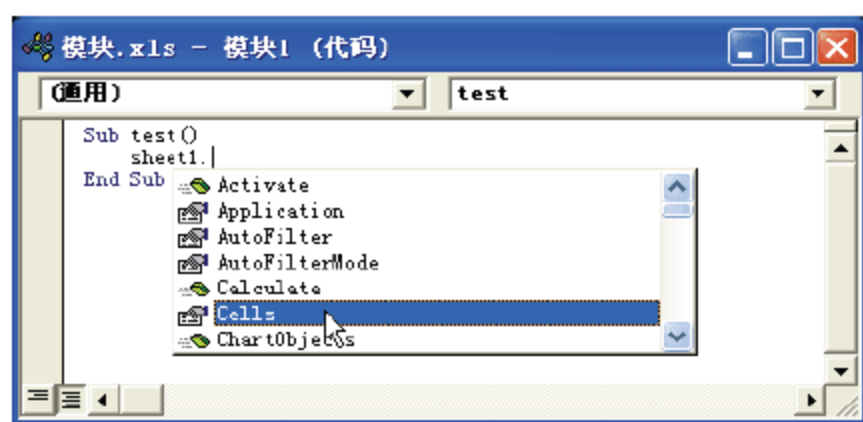 模块.xls - 模块1 (代码)
(通用) test
Sub test()
sheet1.
End Sub
Activate
Application
AutoFilter
AutoFilterMode
Calculate
Cells
ChartObjects